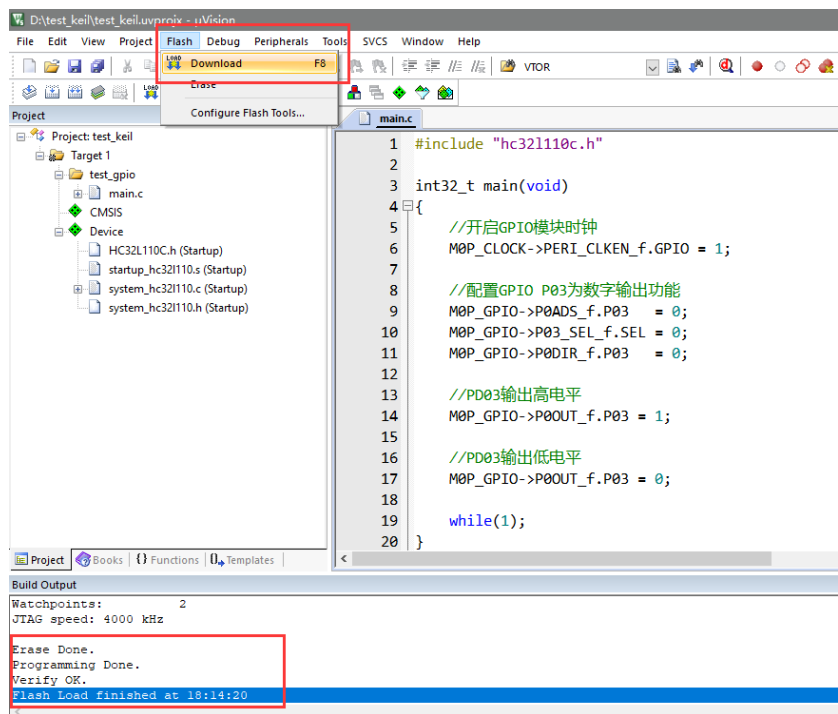 D:\test_keil\test_keil.uvprojx - µVision
File Edit View Project Flash Debug Peripherals Tools SVCS Window Help
LOAD Download F8
VTOR
Erase
Configure Flash Tools...
Project
main.c
Project: test_keil
Target 1
test_gpio
main.c
CMSIS
Device
HC32L110C.h (Startup)
startup_hc32l110.s (Startup)
system_hc32l110.c (Startup)
system_hc32l110.h (Startup)
1 #include "hc32l110c.h"
2
3 int32_t main(void)
4 {
5 //开启GPIO模块时钟
6 M0P_CLOCK->PERI_CLKEN_f.GPIO = 1;
7
8 //配置GPIO P03为数字输出功能
9 M0P_GPIO->P0ADS_f.P03 = 0;
10 M0P_GPIO->P03_SEL_f.SEL = 0;
11 M0P_GPIO->P0DIR_f.P03 = 0;
12
13 //PD03输出高电平
14 M0P_GPIO->P0OUT_f.P03 = 1;
15
16 //PD03输出低电平
17 M0P_GPIO->P0OUT_f.P03 = 0;
18
19 while(1);
20 }
Project Books {} Functions Templates
Build Output
Watchpoints: 2
JTAG speed: 4000 kHz
Erase Done.
Programming Done.
Verify OK.
Flash Load finished at 18:14:20